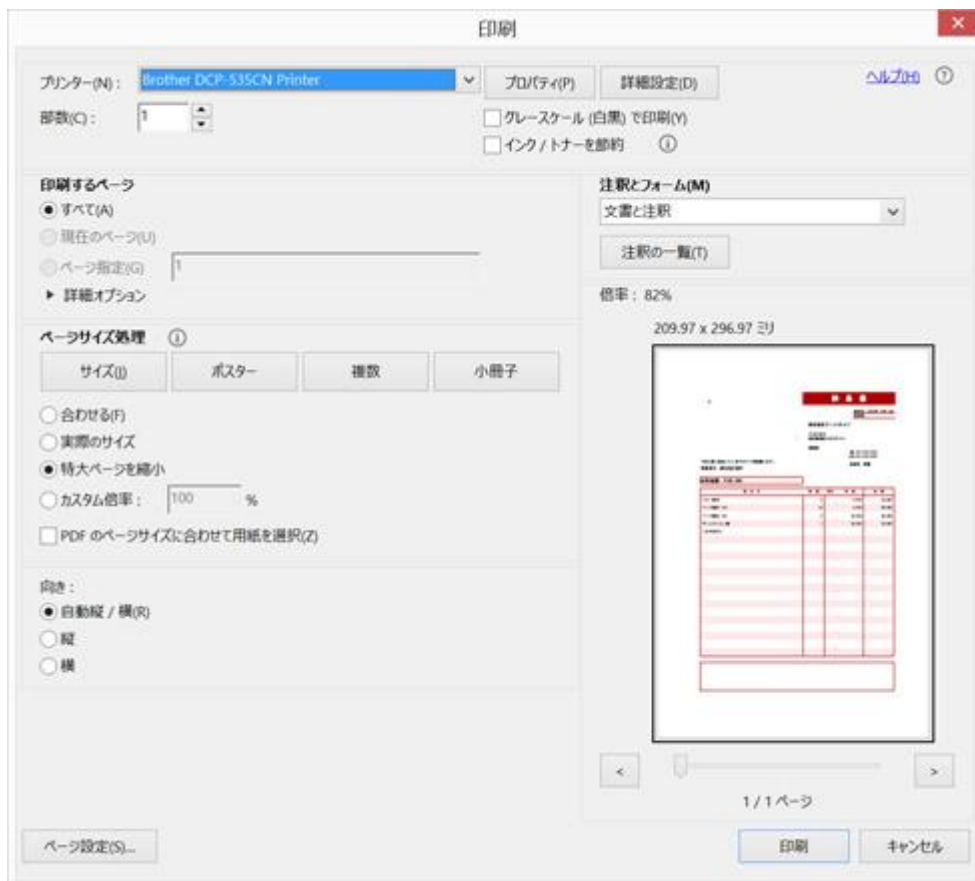 印刷
プリンター(N): Brother DCP-535CN Printer プロパティ(P) 詳細設定(D) ヘルプ(H)
部数(C): 1 グレースケール (白黒) で印刷(Y)
インク / トナーを節約
印刷するページ
すべて(A)
現在のページ(U)
ページ指定(G) 1
詳細オプション
ページサイズ処理
サイズ(I) ポスター 複数 小冊子
合わせる(F)
実際のサイズ
特大ページを縮小
カスタム倍率: 100 %
PDF のページサイズに合わせて用紙を選択(Z)
向き:
自動縦 / 横(R)
縦
横
注釈とフォーム(M)
文書と注釈
注釈の一覧(T)
倍率: 82%
209.97 x 296.97 ミリ
< >
1 / 1 ページ
ページ設定(S)... 印刷 キャンセル